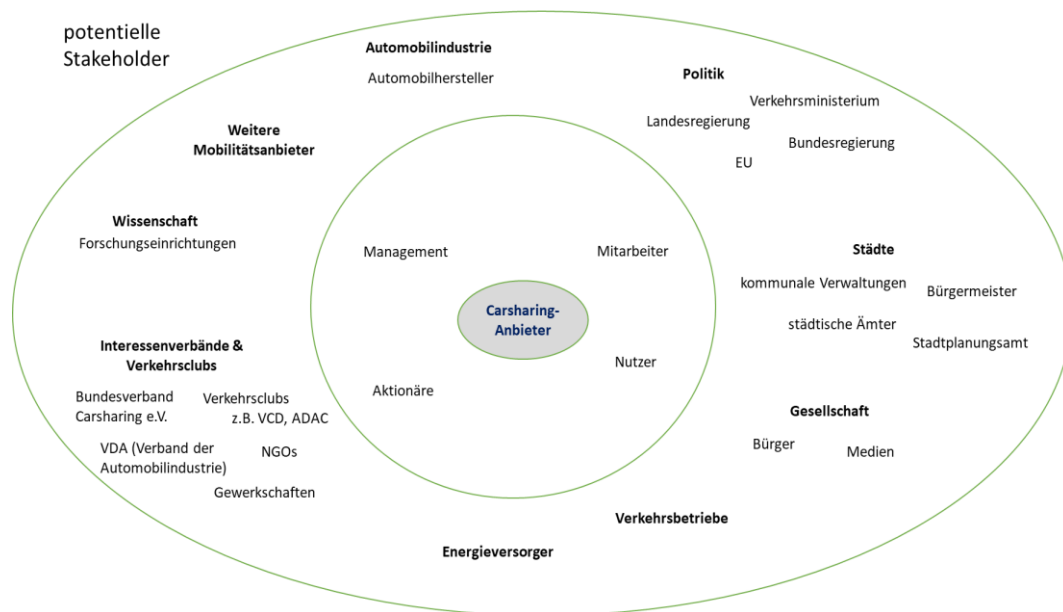 potentielle
Stakeholder
Automobilindustrie
Automobilhersteller
Politik
Verkehrsministerium
Landesregierung
Bundesregierung
EU
Weitere
Mobilitätsanbieter
Wissenschaft
Forschungseinrichtungen
Management
Mitarbeiter
Carsharing-
Anbieter
Nutzer
Aktionäre
Städte
kommunale Verwaltungen
Bürgermeister
städtische Ämter
Stadtplanungsamt
Interessenverbände &
Verkehrsclubs
Bundesverband
Carsharing e.V.
Verkehrsclubs
z.B. VCD, ADAC
VDA (Verband der
Automobilindustrie)
NGOs
Gewerkschaften
Gesellschaft
Bürger
Medien
Verkehrsbetriebe
Energieversorger